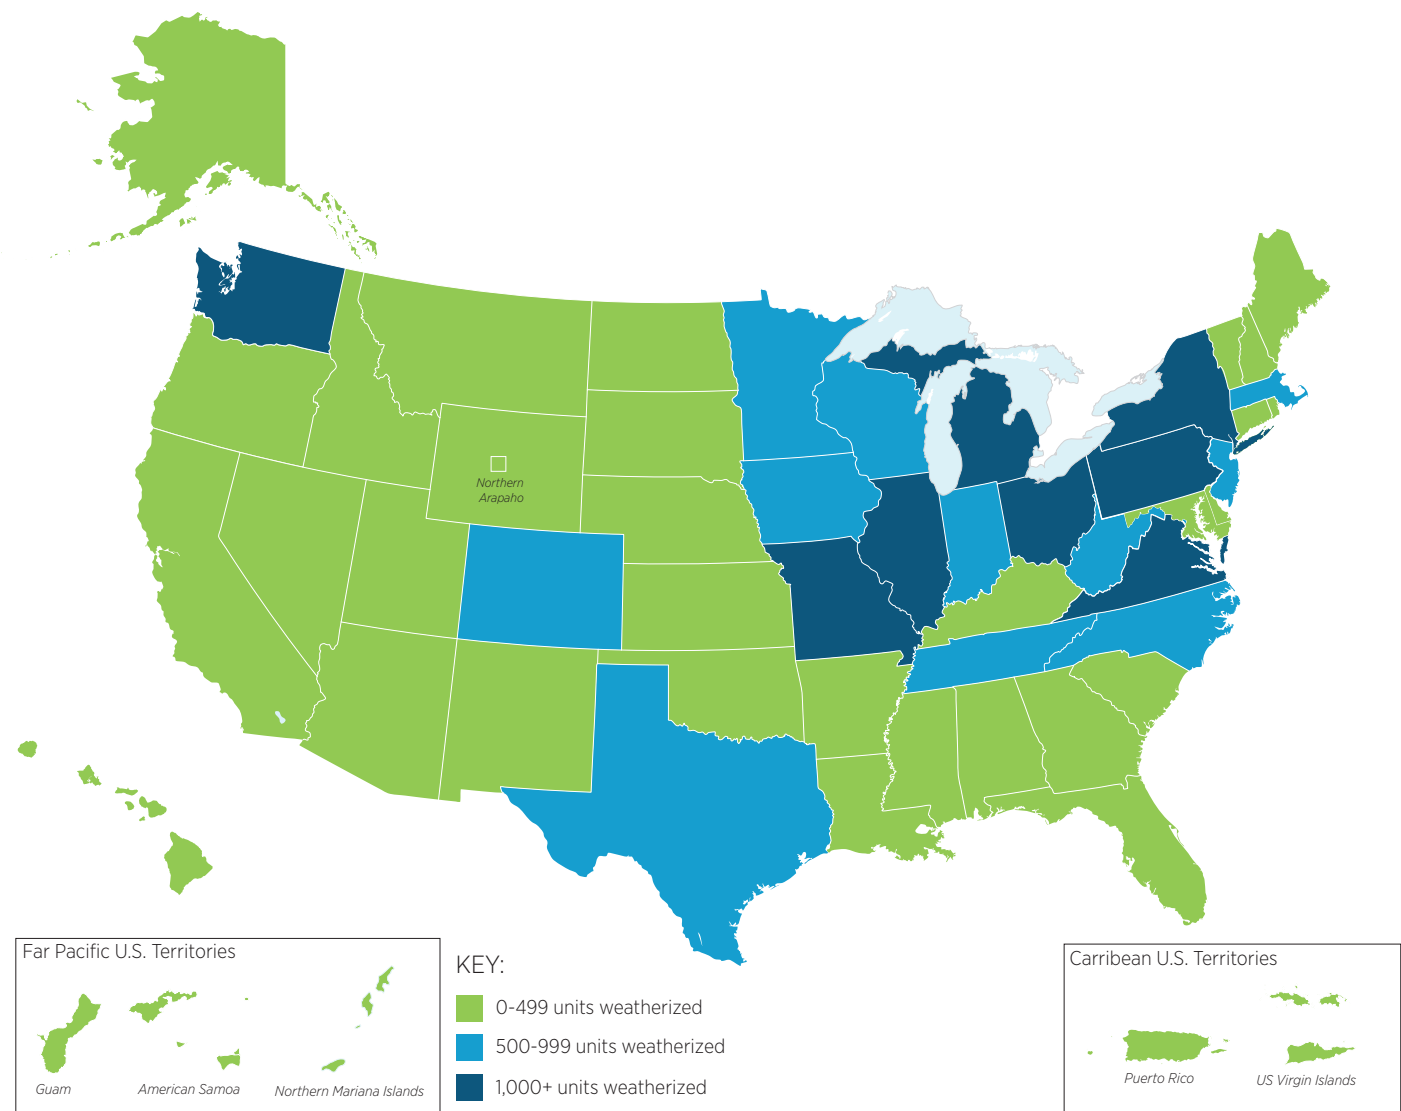 Northern
Arapaho
Far Pacific U.S. Territories
Guam
American Samoa
Northern Mariana Islands
KEY:
0-499 units weatherized
500-999 units weatherized
1,000+ units weatherized
Carribean U.S. Territories
Puerto Rico
US Virgin Islands